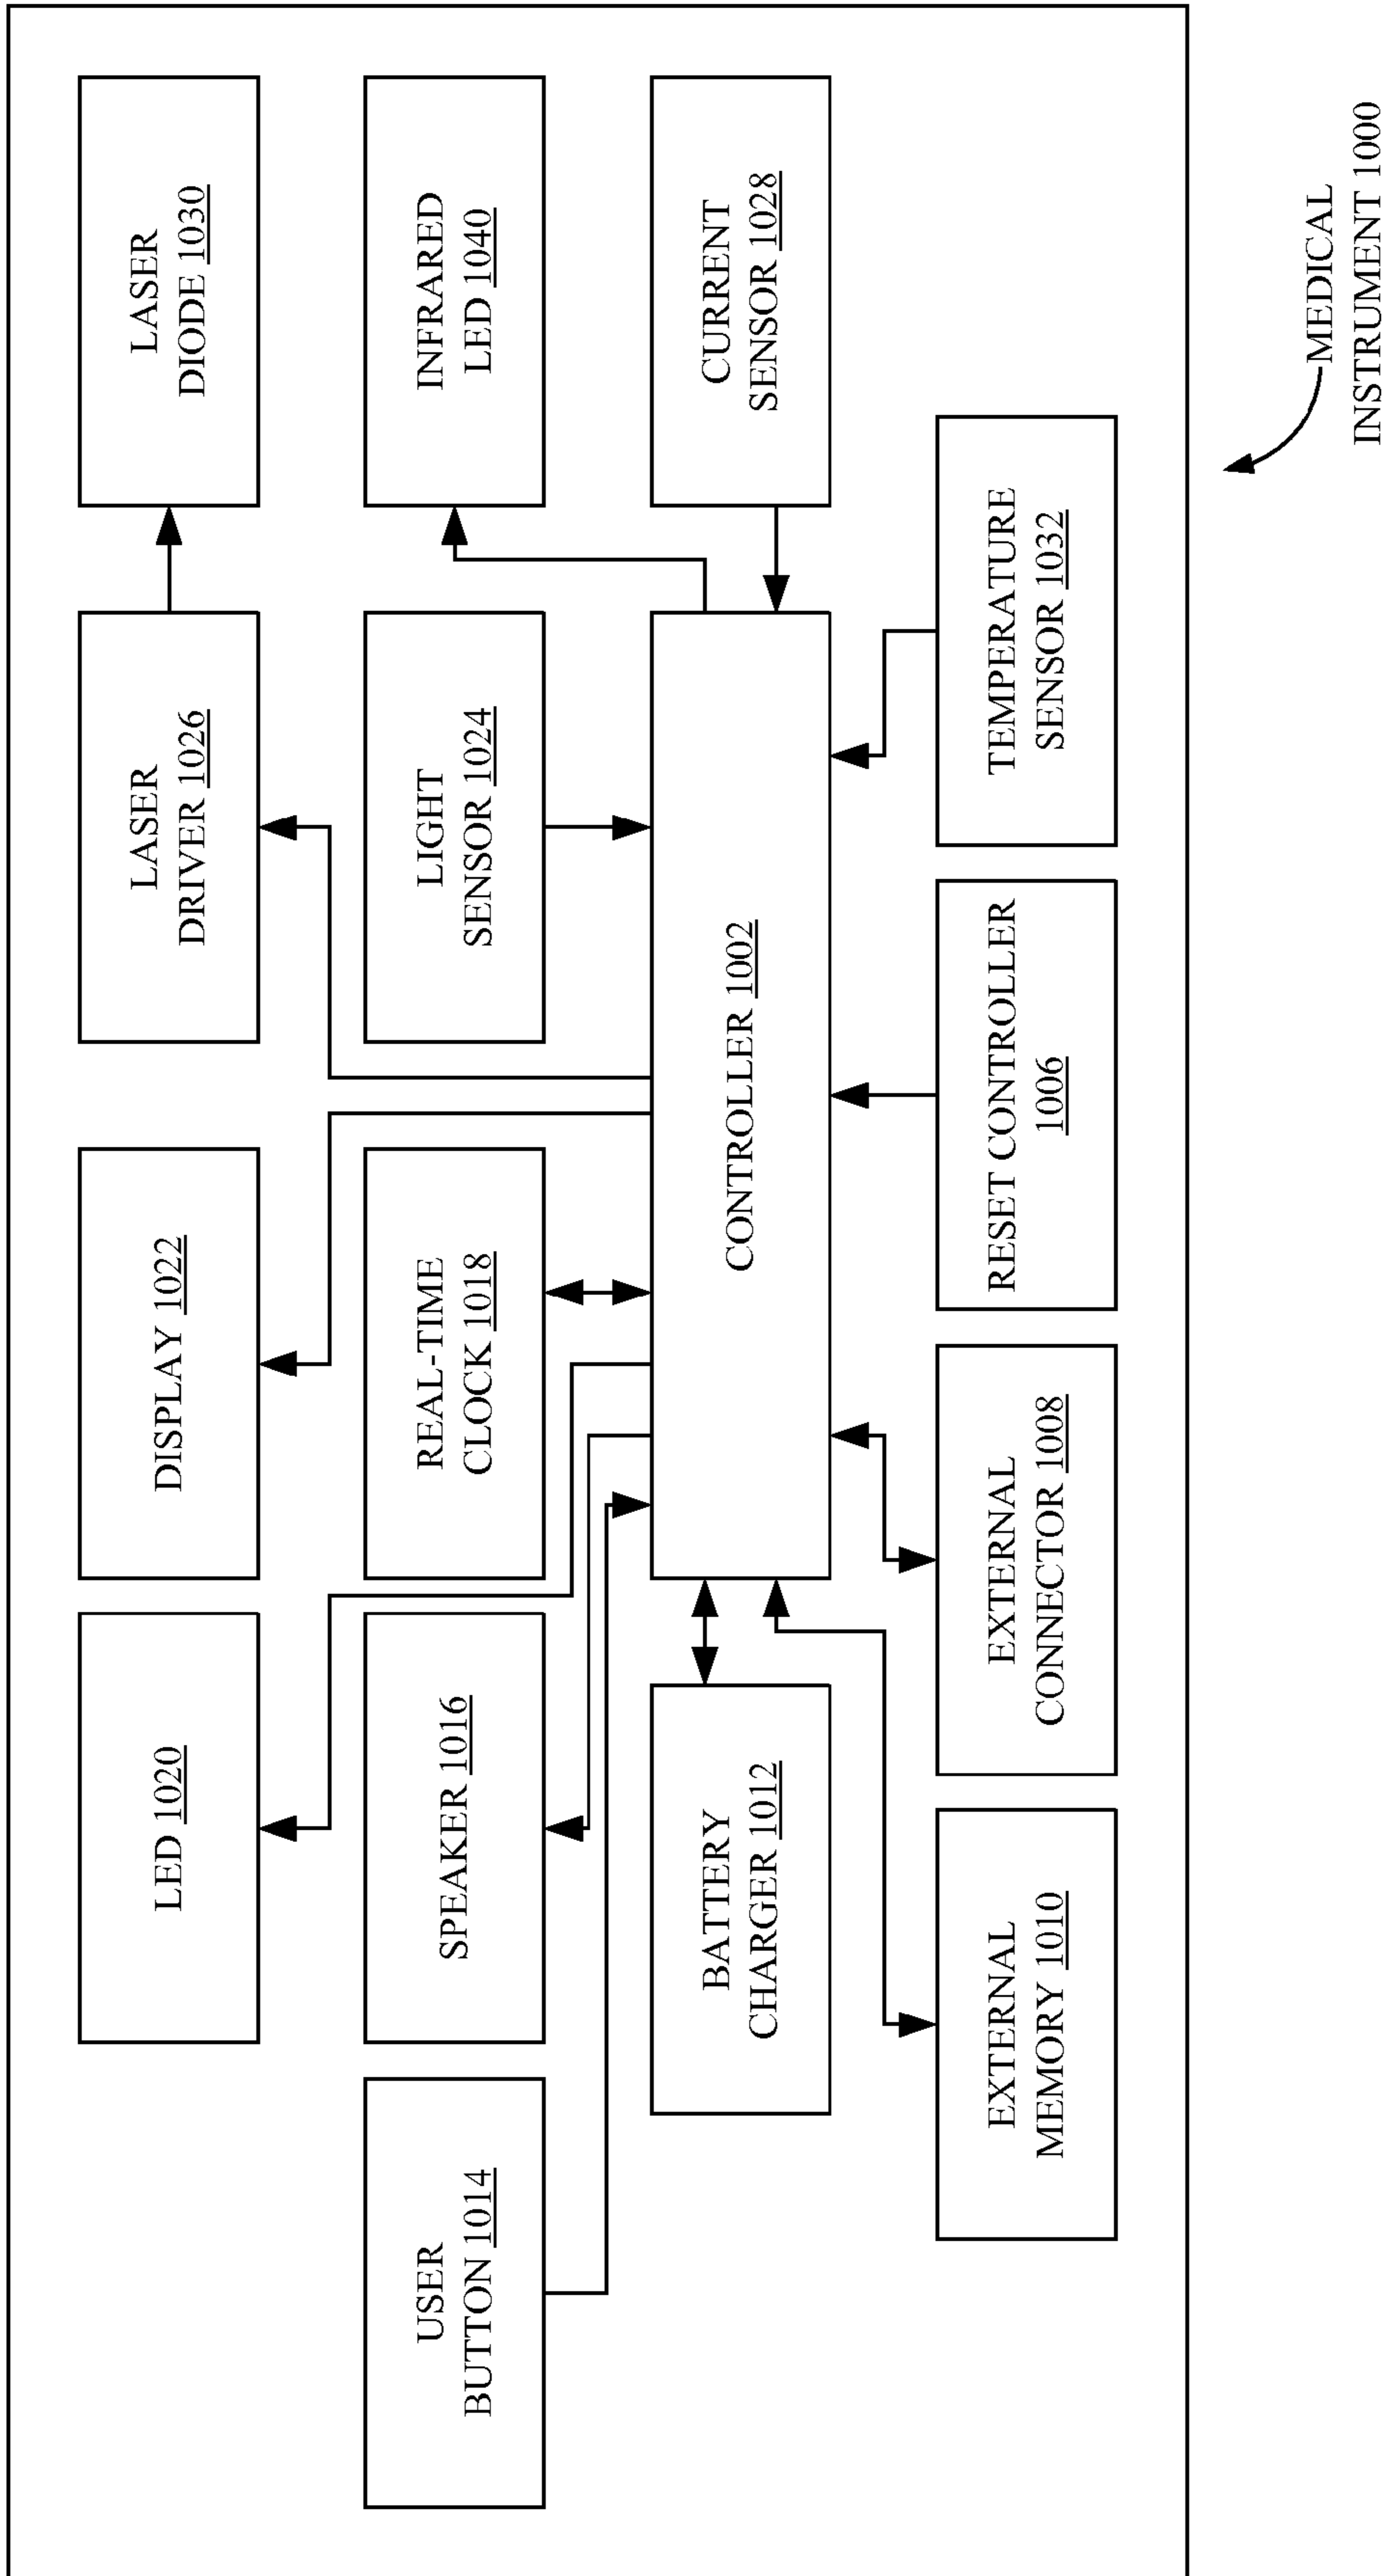 LED 1020
DISPLAY 1022
LASER
DRIVER 1026
LASER
DIODE 1030
USER
BUTTON 1014
SPEAKER 1016
REAL-TIME
CLOCK 1018
LIGHT
SENSOR 1024
INFRARED
LED 1040
BATTERY
CHARGER 1012
CONTROLLER 1002
CURRENT
SENSOR 1028
EXTERNAL
MEMORY 1010
EXTERNAL
CONNECTOR 1008
RESET CONTROLLER
1006
TEMPERATURE
SENSOR 1032
MEDICAL
INSTRUMENT 1000